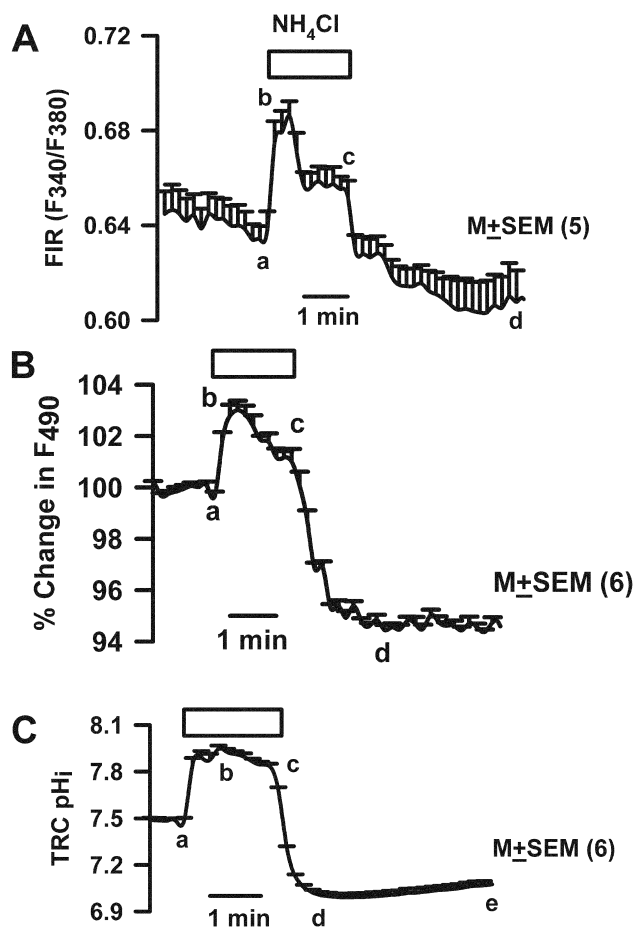 A
NH4Cl
0.72
0.68
0.64
0.60
FIR (F340/F380)
b
c
a
d
M±SEM (5)
1 min
B
104
102
100
98
96
94
% Change in F490
b
c
a
d
M±SEM (6)
1 min
C
8.1
7.8
7.5
7.2
6.9
TRC pHi
b
c
a
d
e
M±SEM (6)
1 min